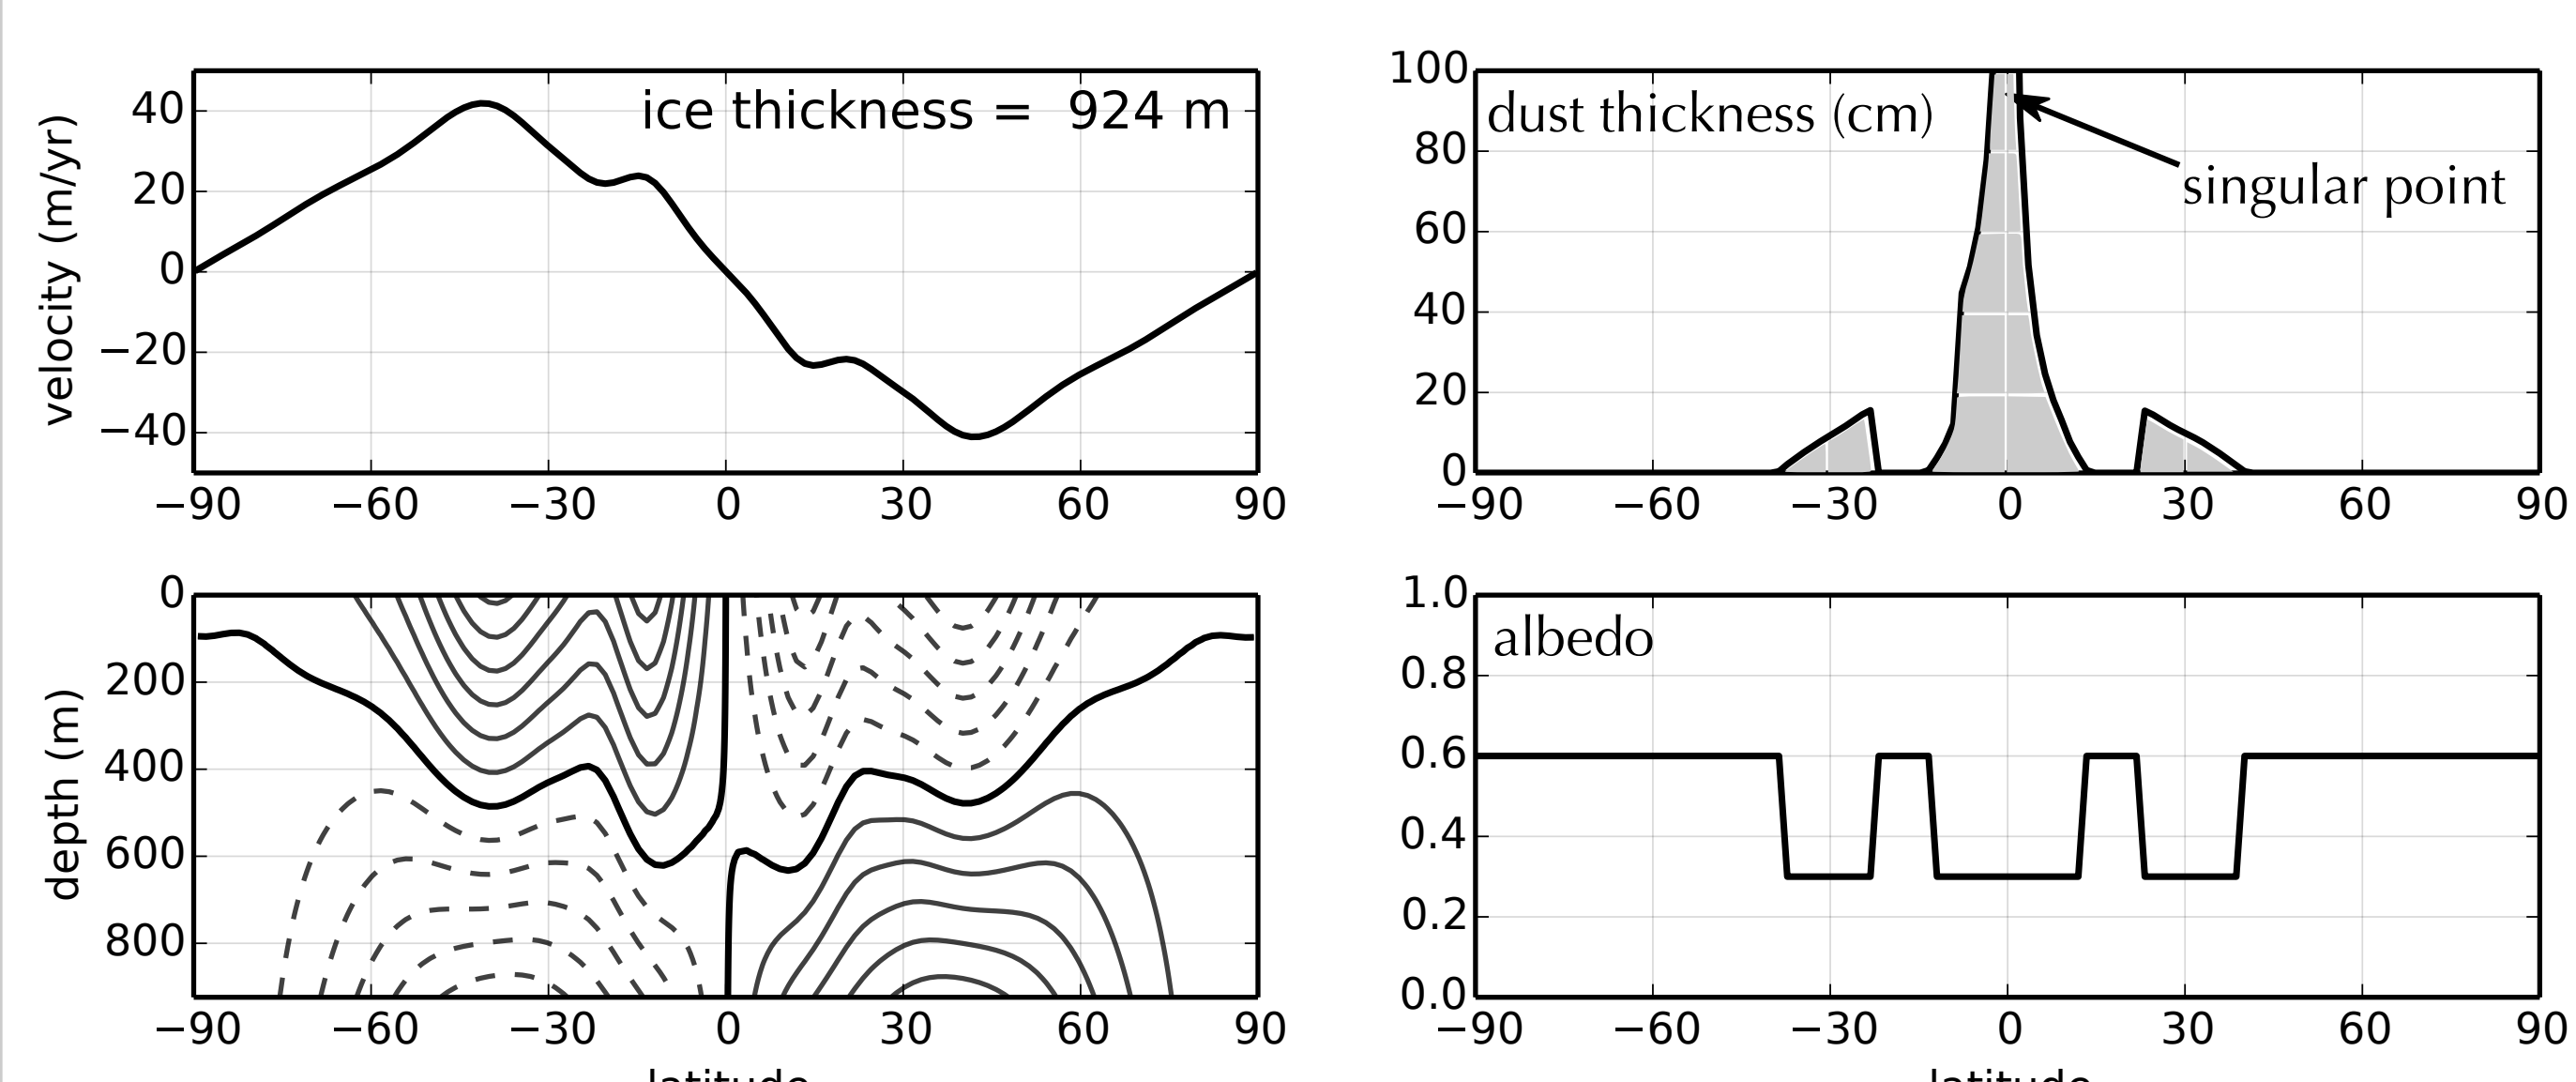 velocity (m/yr)
ice thickness = 924 m
40
20
0
−20
−40
−90 −60 −30 0 30 60 90
dust thickness (cm)
singular point
100
80
60
40
20
0
−90 −60 −30 0 30 60 90
depth (m)
0
200
400
600
800
−90 −60 −30 0 30 60 90
latitude
albedo
1.0
0.8
0.6
0.4
0.2
0.0
−90 −60 −30 0 30 60 90
latitude